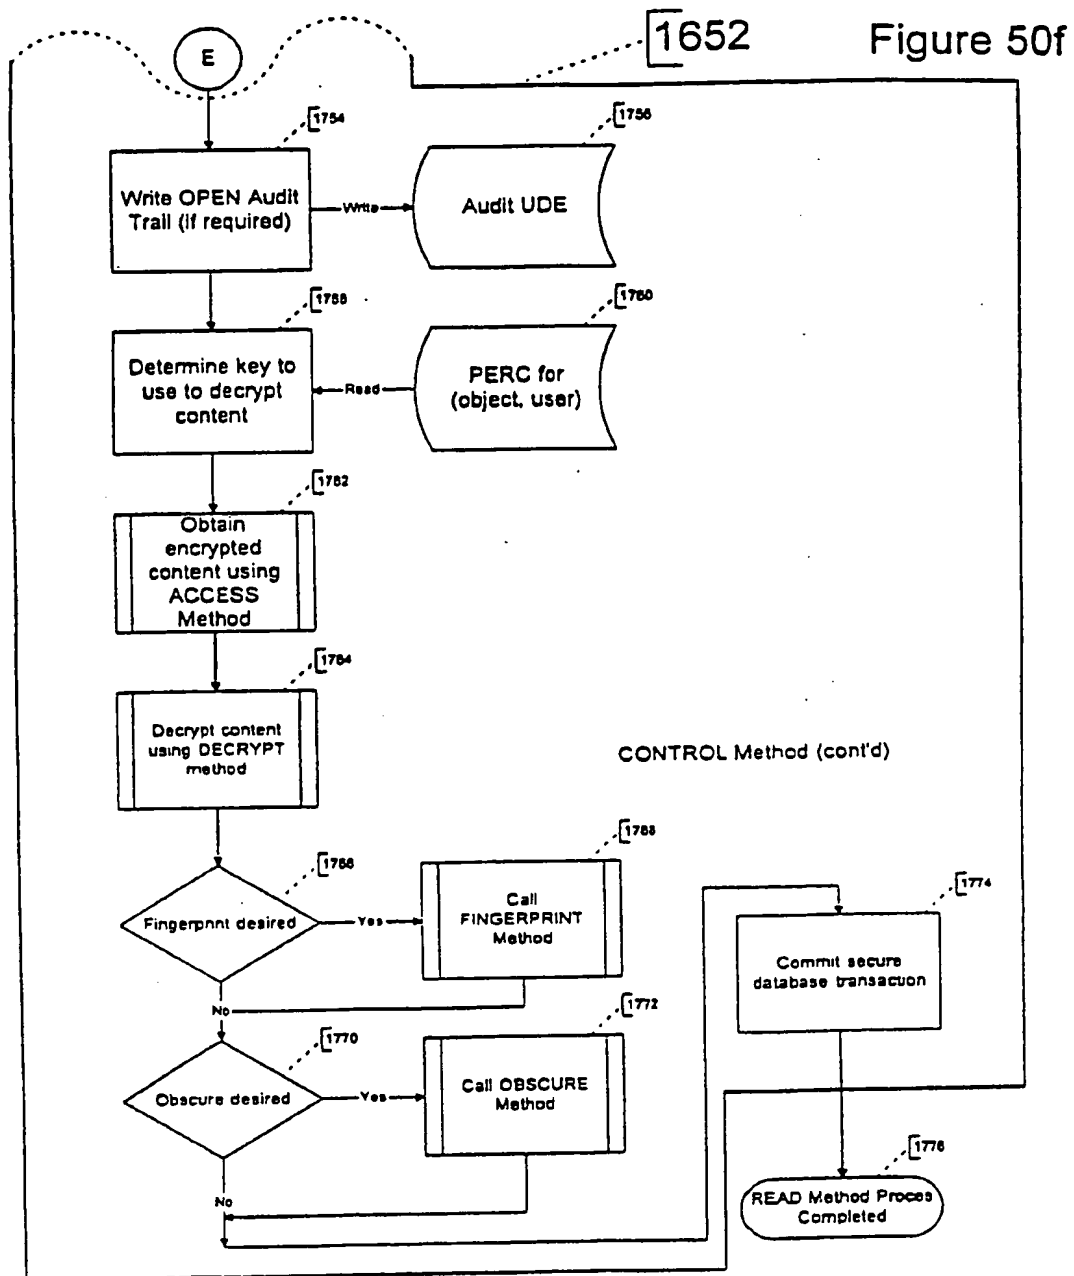 1652
Figure 50f
E
1754
Write OPEN Audit
Trail (if required)
Write
1756
Audit UDE
1758
Determine key to
use to decrypt
content
Read
1760
PERC for
(object, user)
1762
Obtain
encrypted
content using
ACCESS
Method
1764
Decrypt content
using DECRYPT
method
CONTROL Method (cont'd)
1766
Fingerprint desired
Yes
1768
Call
FINGERPRINT
Method
No
1770
Obscure desired
Yes
1772
Call OBSCURE
Method
No
1774
Commit secure
database transaction
1776
READ Method Proces
Completed